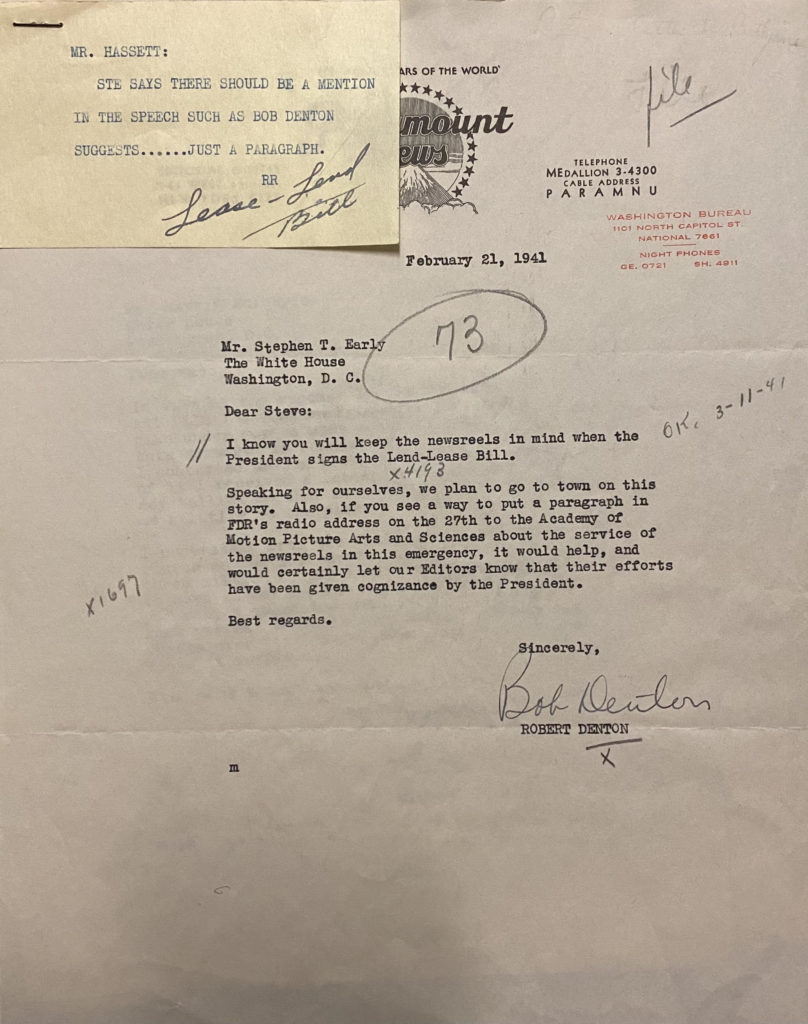 MR. HASSETT:
STE SAYS THERE SHOULD BE A MENTION
IN THE SPEECH SUCH AS BOB DENTON
SUGGESTS......JUST A PARAGRAPH.
RR
Lease-Lend
Bill
ARS OF THE WORLD'
mount
ews
file
TELEPHONE
MEDALLION 3-4300
CABLE ADDRESS
PARAMNU
WASHINGTON BUREAU
1101 NORTH CAPITOL ST.
NATIONAL 7661
NIGHT PHONES
GE. 0721 SH. 4911
February 21, 1941
73
Mr. Stephen T. Early
The White House
Washington, D. C.
Dear Steve:
OK. 3-11-41
// I know you will keep the newsreels in mind when the
President signs the Lend-Lease Bill.
x4193
Speaking for ourselves, we plan to go to town on this
story. Also, if you see a way to put a paragraph in
FDR's radio address on the 27th to the Academy of
Motion Picture Arts and Sciences about the service of
the newsreels in this emergency, it would help, and
would certainly let our Editors know that their efforts
have been given cognizance by the President.
x1697
Best regards.
Sincerely,
Bob Denton
ROBERT DENTON
x
m